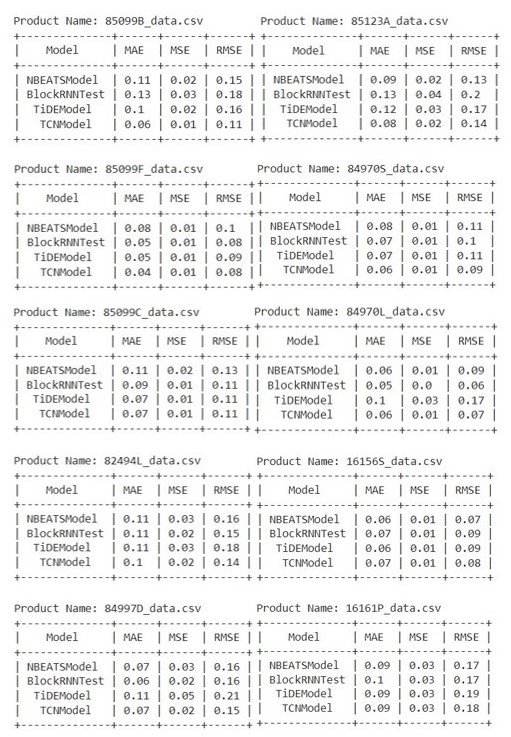 Product Name: 85099B_data.csv
+--------------+------+------+------+
| Model | MAE | MSE | RMSE |
+--------------+------+------+------+
| NBEATSModel | 0.11 | 0.02 | 0.15 |
| BlockRNNTest | 0.13 | 0.03 | 0.18 |
| TiDEModel | 0.1 | 0.02 | 0.16 |
| TCNModel | 0.06 | 0.01 | 0.11 |
+--------------+------+------+------+
Product Name: 85123A_data.csv
+--------------+------+------+------+
| Model | MAE | MSE | RMSE |
+--------------+------+------+------+
| NBEATSModel | 0.09 | 0.02 | 0.13 |
| BlockRNNTest | 0.13 | 0.04 | 0.2 |
| TiDEModel | 0.12 | 0.03 | 0.17 |
| TCNModel | 0.08 | 0.02 | 0.14 |
+--------------+------+------+------+
Product Name: 85099F_data.csv
+--------------+------+------+------+
| Model | MAE | MSE | RMSE |
+--------------+------+------+------+
| NBEATSModel | 0.08 | 0.01 | 0.1 |
| BlockRNNTest | 0.05 | 0.01 | 0.08 |
| TiDEModel | 0.05 | 0.01 | 0.09 |
| TCNModel | 0.04 | 0.01 | 0.08 |
+--------------+------+------+------+
Product Name: 84970S_data.csv
+--------------+------+------+------+
| Model | MAE | MSE | RMSE |
+--------------+------+------+------+
| NBEATSModel | 0.08 | 0.01 | 0.11 |
| BlockRNNTest | 0.07 | 0.01 | 0.1 |
| TiDEModel | 0.07 | 0.01 | 0.11 |
| TCNModel | 0.06 | 0.01 | 0.09 |
+--------------+------+------+------+
Product Name: 85099C_data.csv
+--------------+------+------+------+
| Model | MAE | MSE | RMSE |
+--------------+------+------+------+
| NBEATSModel | 0.11 | 0.02 | 0.13 |
| BlockRNNTest | 0.09 | 0.01 | 0.11 |
| TiDEModel | 0.07 | 0.01 | 0.11 |
| TCNModel | 0.07 | 0.01 | 0.11 |
+--------------+------+------+------+
Product Name: 84970L_data.csv
+--------------+------+------+------+
| Model | MAE | MSE | RMSE |
+--------------+------+------+------+
| NBEATSModel | 0.06 | 0.01 | 0.09 |
| BlockRNNTest | 0.05 | 0.0 | 0.06 |
| TiDEModel | 0.1 | 0.03 | 0.17 |
| TCNModel | 0.06 | 0.01 | 0.07 |
+--------------+------+------+------+
Product Name: 82494L_data.csv
+--------------+------+------+------+
| Model | MAE | MSE | RMSE |
+--------------+------+------+------+
| NBEATSModel | 0.11 | 0.03 | 0.16 |
| BlockRNNTest | 0.11 | 0.02 | 0.15 |
| TiDEModel | 0.11 | 0.03 | 0.18 |
| TCNModel | 0.1 | 0.02 | 0.14 |
+--------------+------+------+------+
Product Name: 16156S_data.csv
+--------------+------+------+------+
| Model | MAE | MSE | RMSE |
+--------------+------+------+------+
| NBEATSModel | 0.06 | 0.01 | 0.07 |
| BlockRNNTest | 0.07 | 0.01 | 0.09 |
| TiDEModel | 0.06 | 0.01 | 0.09 |
| TCNModel | 0.07 | 0.01 | 0.08 |
+--------------+------+------+------+
Product Name: 84997D_data.csv
+--------------+------+------+------+
| Model | MAE | MSE | RMSE |
+--------------+------+------+------+
| NBEATSModel | 0.07 | 0.03 | 0.16 |
| BlockRNNTest | 0.06 | 0.02 | 0.16 |
| TiDEModel | 0.11 | 0.05 | 0.21 |
| TCNModel | 0.07 | 0.02 | 0.15 |
+--------------+------+------+------+
Product Name: 16161P_data.csv
+--------------+------+------+------+
| Model | MAE | MSE | RMSE |
+--------------+------+------+------+
| NBEATSModel | 0.09 | 0.03 | 0.17 |
| BlockRNNTest | 0.1 | 0.03 | 0.17 |
| TiDEModel | 0.09 | 0.03 | 0.19 |
| TCNModel | 0.09 | 0.03 | 0.18 |
+--------------+------+------+------+